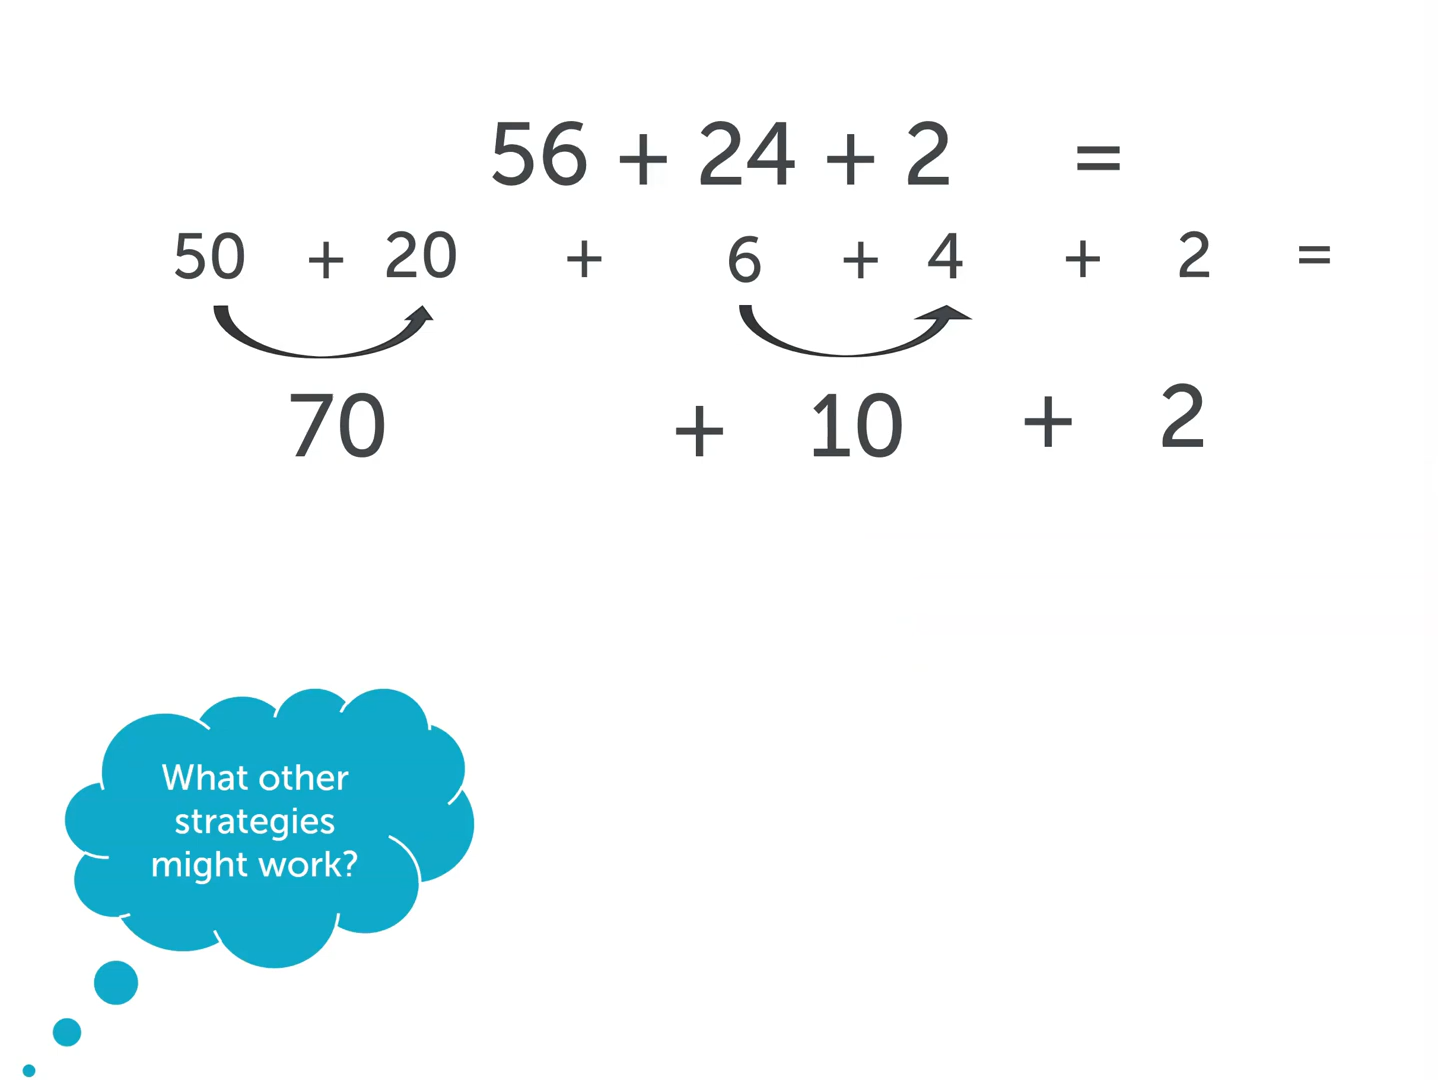 56 + 24 + 2 =
50 + 20 + 6 + 4 + 2 =
70 + 10 + 2
What other
strategies
might work?